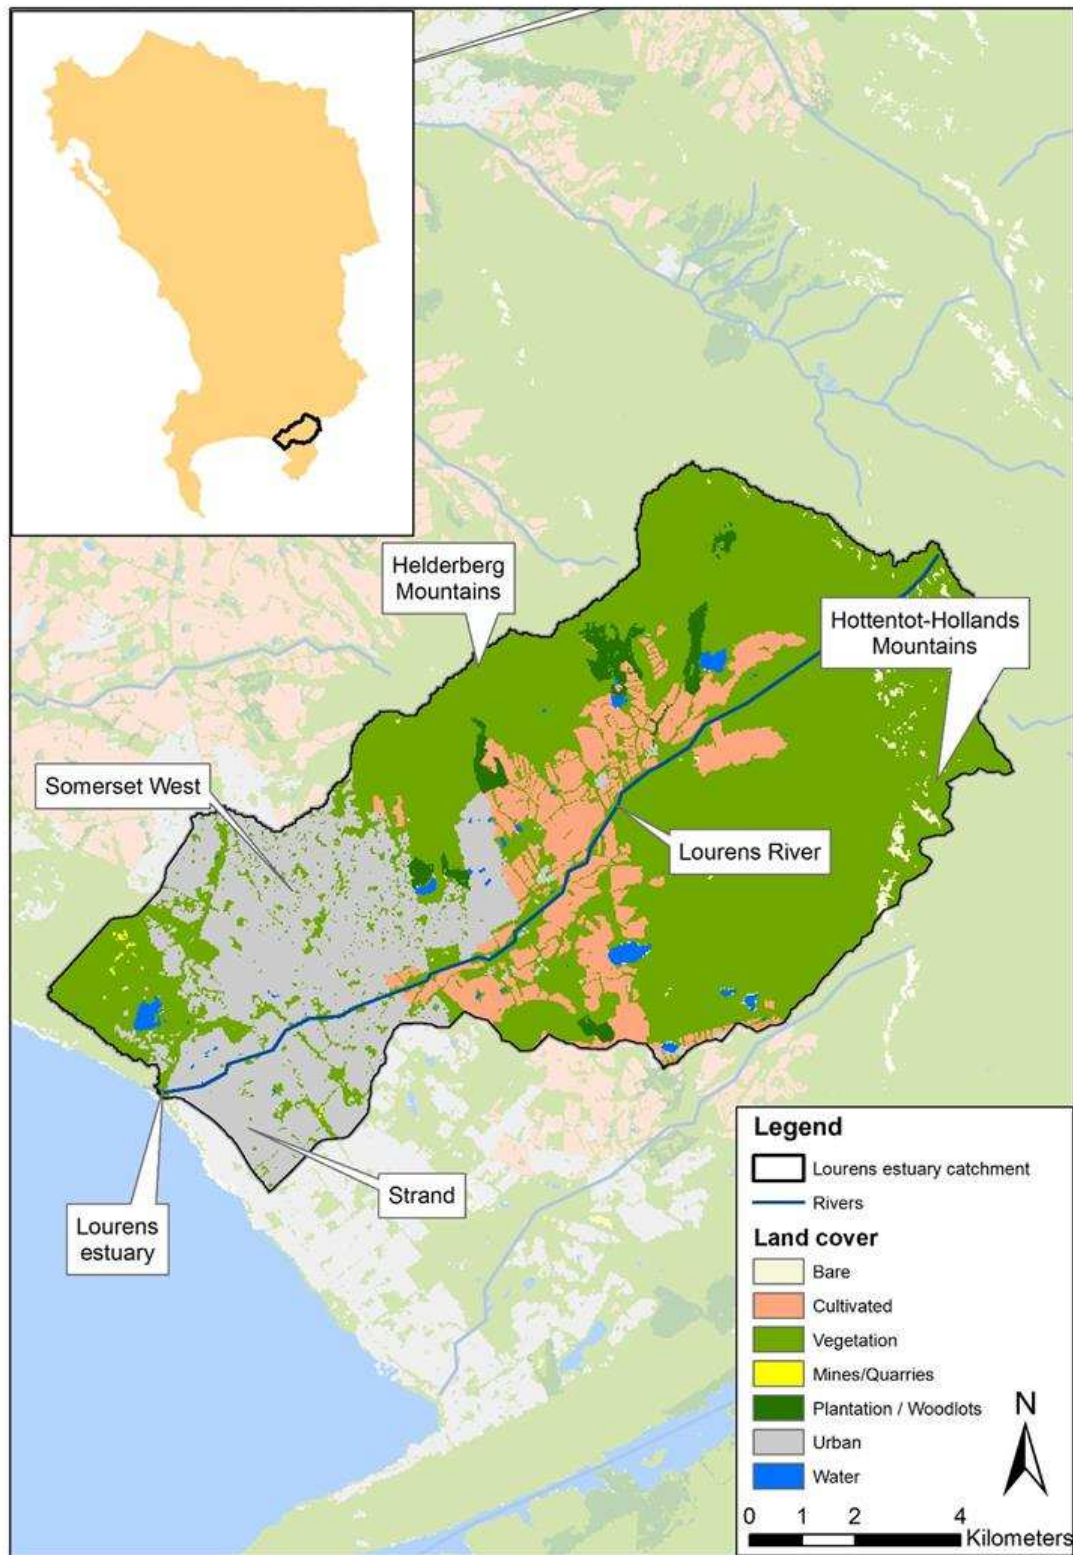 Helderberg
Mountains
Hottentot-Hollands
Mountains
Somerset West
Lourens River
Strand
Lourens
estuary
Legend
Lourens estuary catchment
Rivers
Land cover
Bare
Cultivated
Vegetation
Mines/Quarries
Plantation / Woodlots
Urban
Water
N
0 1 2 4
Kilometers